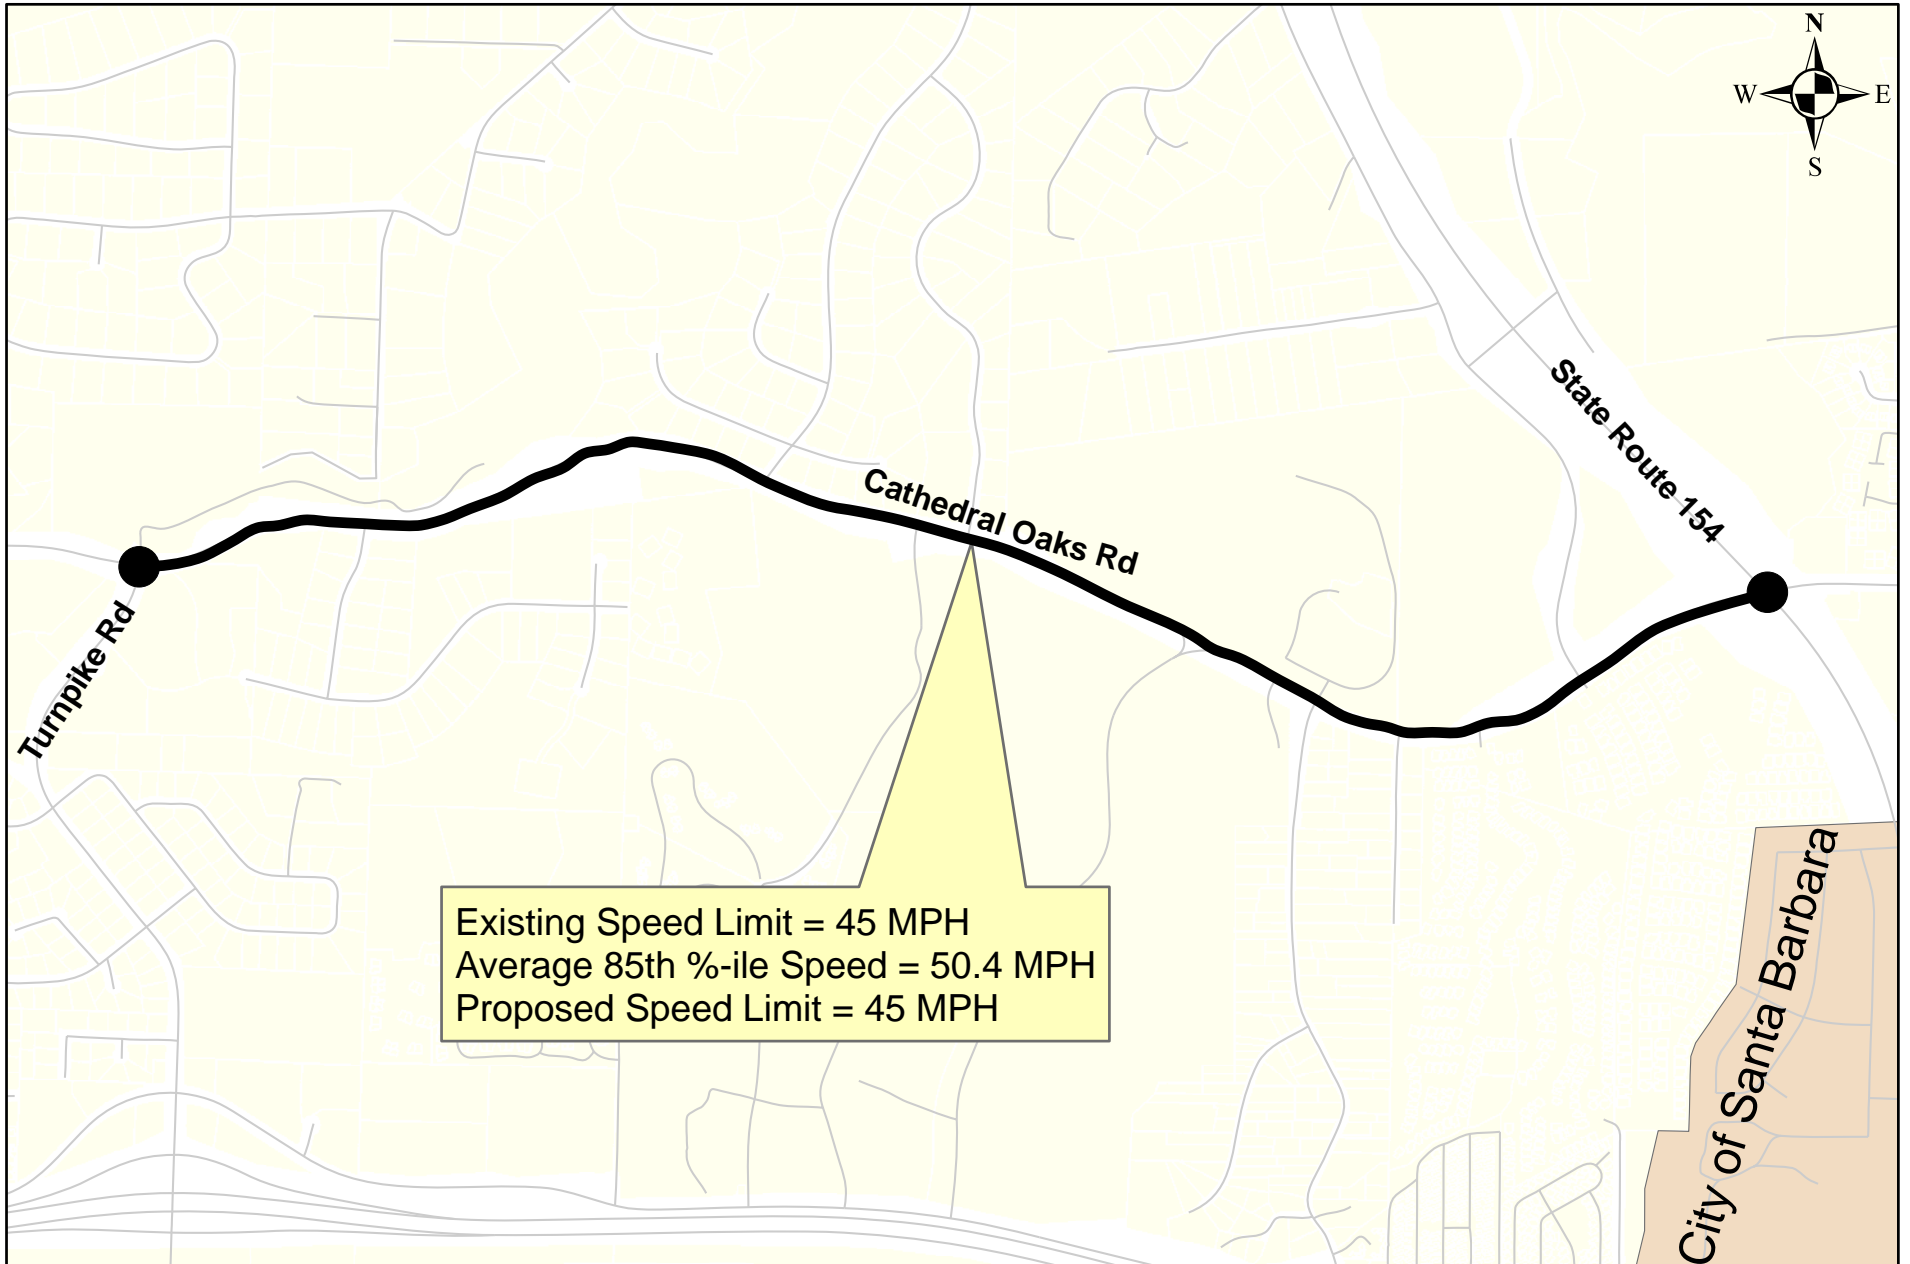 N
W
E
S
State Route 154
Cathedral Oaks Rd
Turnpike Rd
Existing Speed Limit = 45 MPH
Average 85th %-ile Speed = 50.4 MPH
Proposed Speed Limit = 45 MPH
City of Santa Barbara